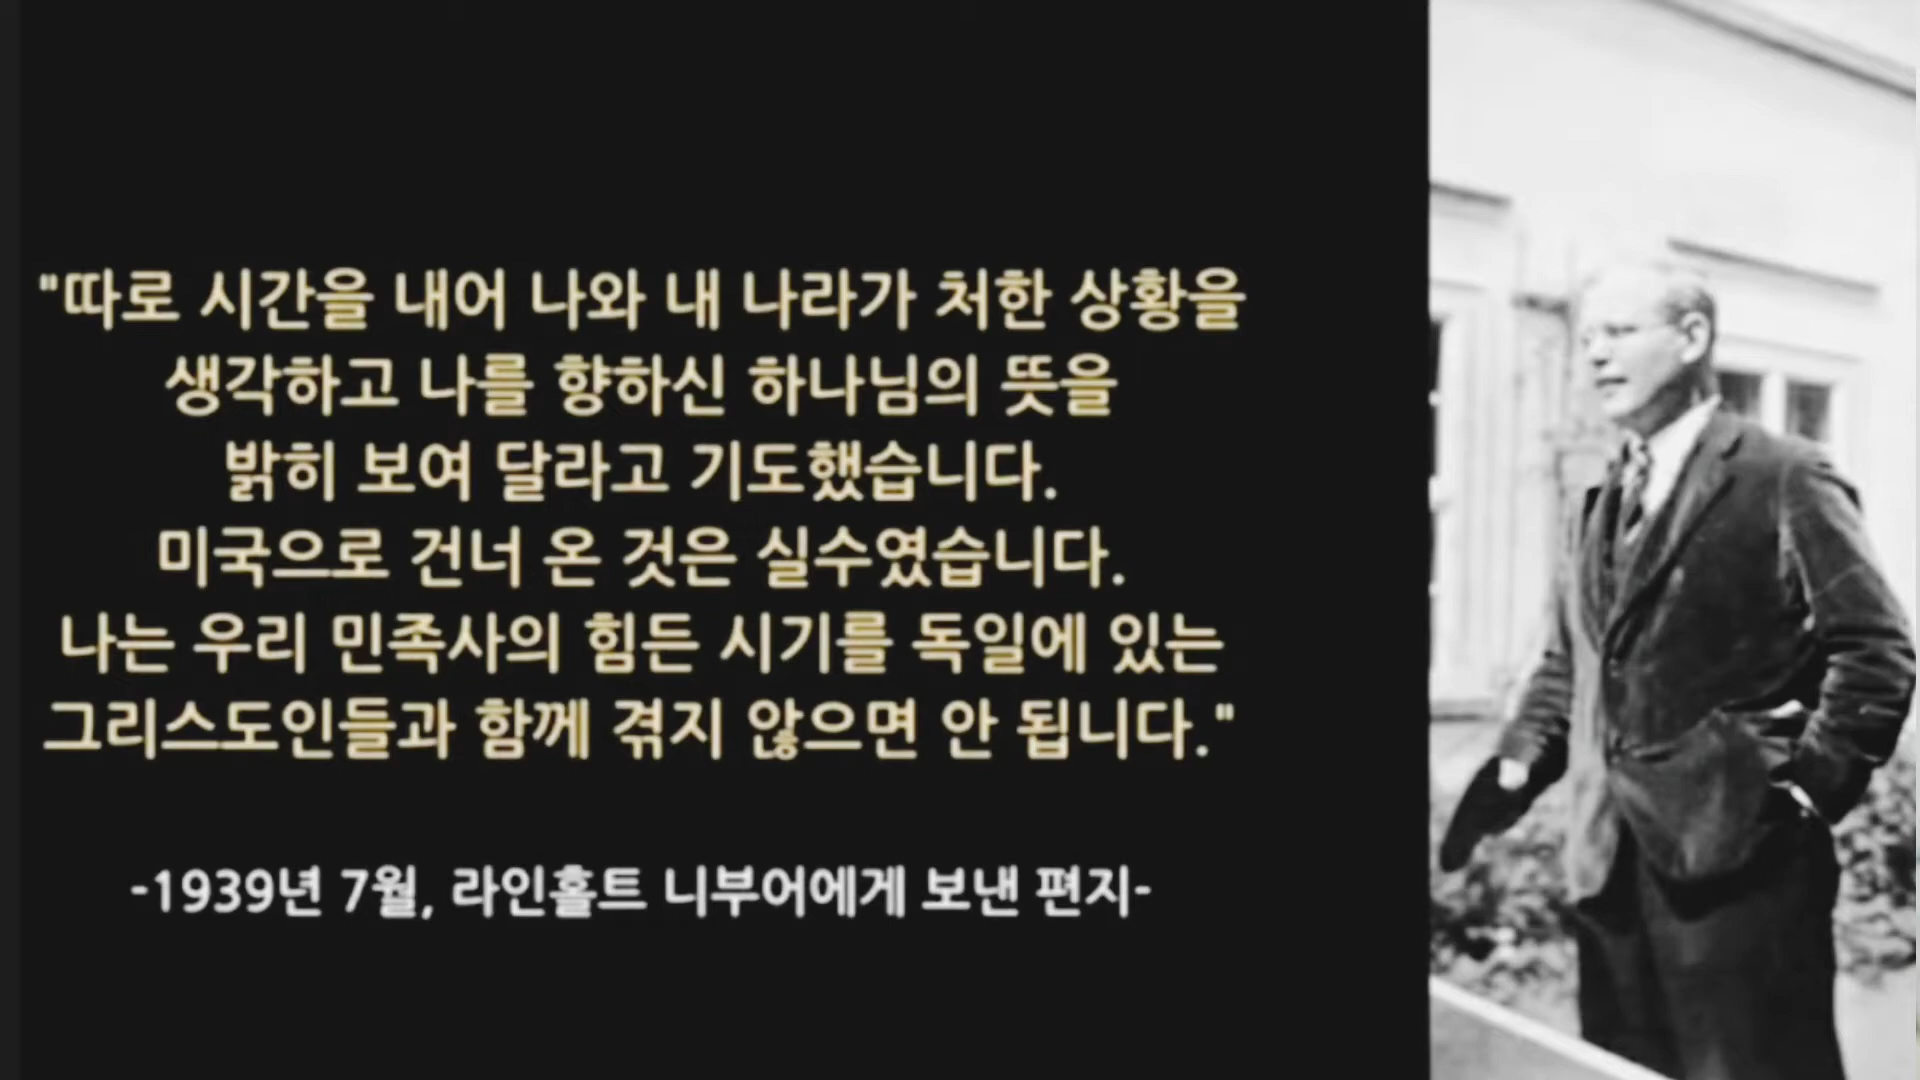 "따로 시간을 내어 나와 내 나라가 처한 상황을
생각하고 나를 향하신 하나님의 뜻을
밝히 보여 달라고 기도했습니다.
미국으로 건너 온 것은 실수였습니다.
나는 우리 민족사의 힘든 시기를 독일에 있는
그리스도인들과 함께 겪지 않으면 안 됩니다."
-1939년 7월, 라인홀트 니부어에게 보낸 편지-